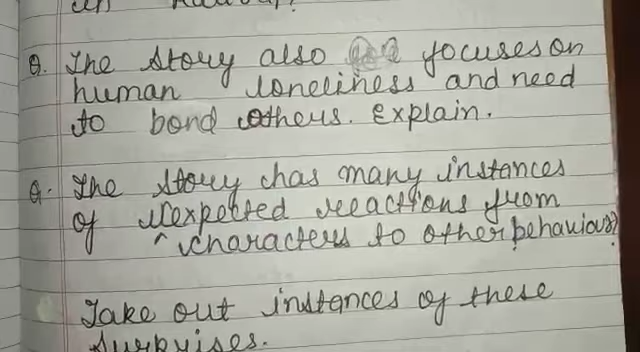 Q. The story also focuses on
human loneliness and need
to bond others. Explain.
Q. The story has many instances
of unexpected reactions from
^ characters to other behaviour?
Take out instances of these
surprises.